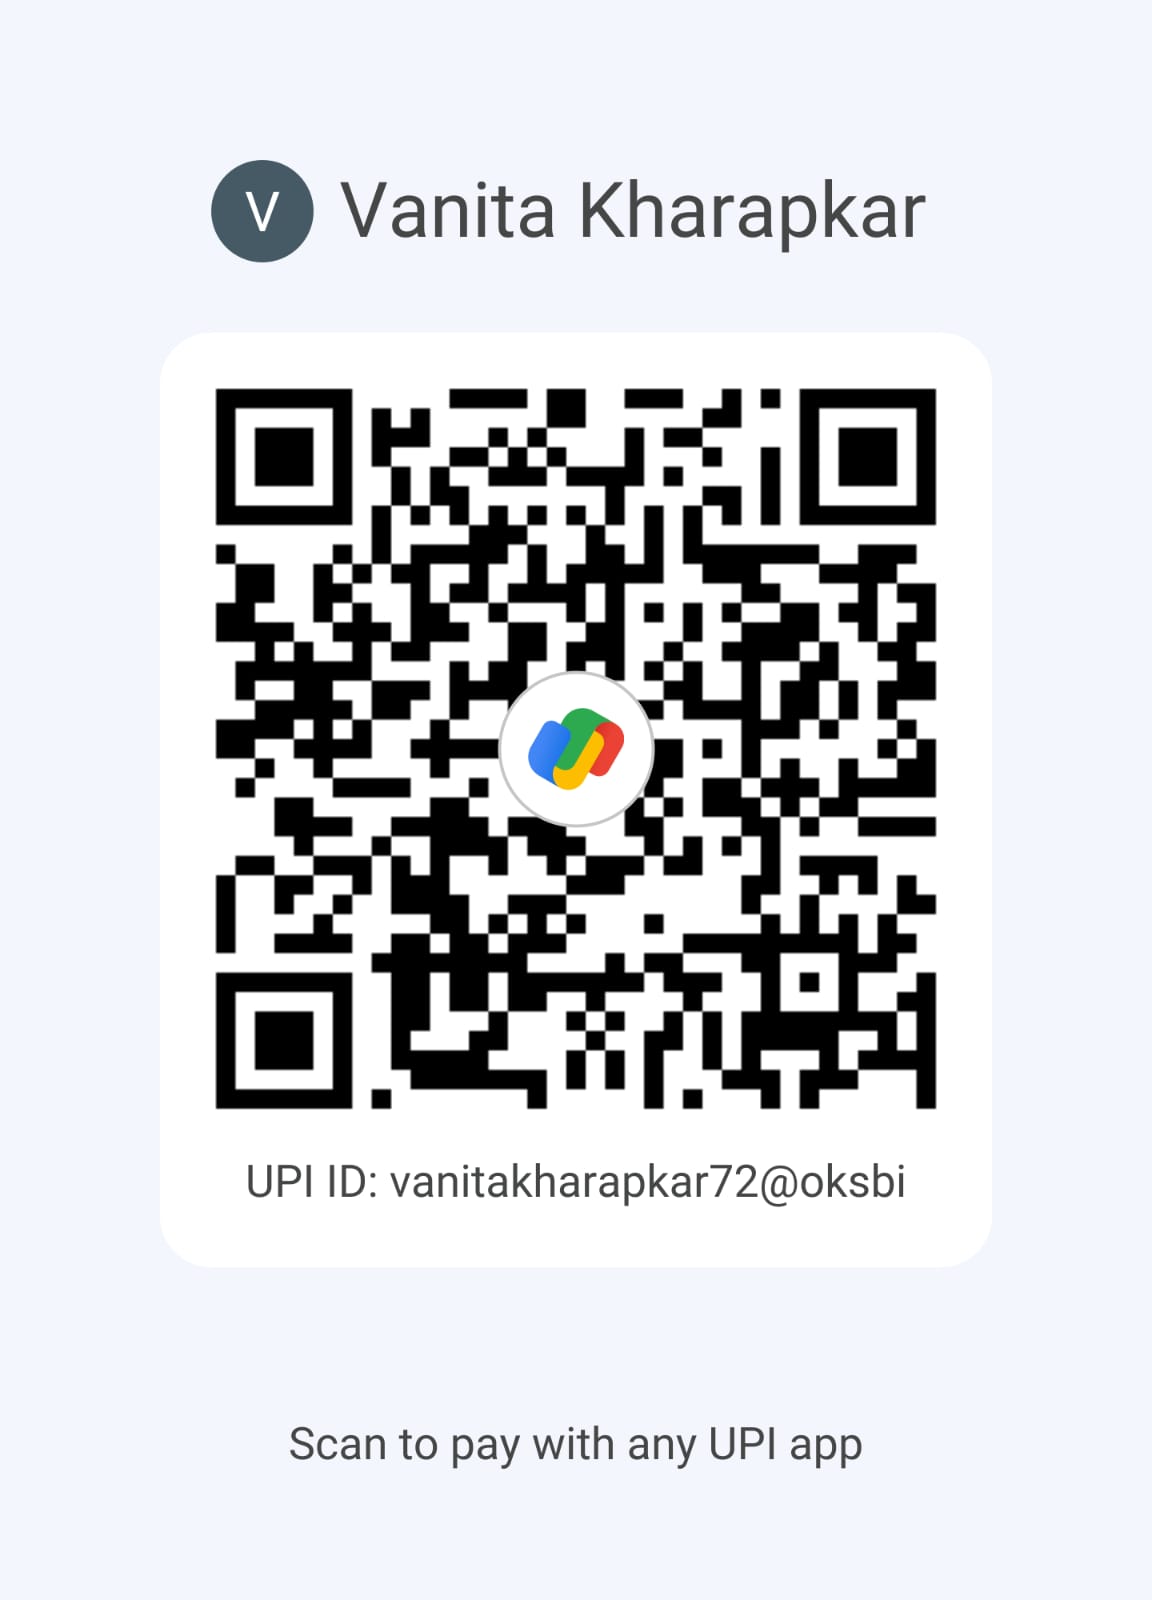 V Vanita Kharapkar
UPI ID: vanitakharapkar72@oksbi
Scan to pay with any UPI app